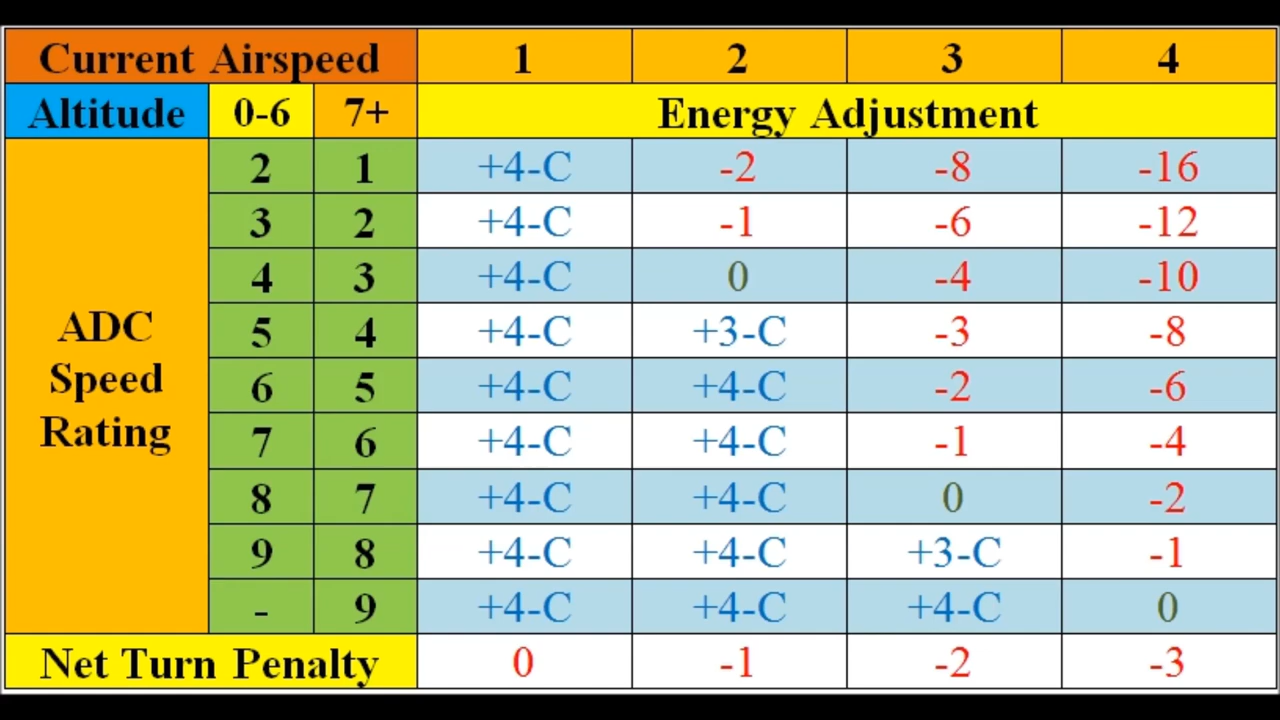 Current Airspeed 1 2 3 4
Altitude 0-6 7+ Energy Adjustment
ADC Speed Rating
2 1 +4-C -2 -8 -16
3 2 +4-C -1 -6 -12
4 3 +4-C 0 -4 -10
5 4 +4-C +3-C -3 -8
6 5 +4-C +4-C -2 -6
7 6 +4-C +4-C -1 -4
8 7 +4-C +4-C 0 -2
9 8 +4-C +4-C +3-C -1
- 9 +4-C +4-C +4-C 0
Net Turn Penalty 0 -1 -2 -3